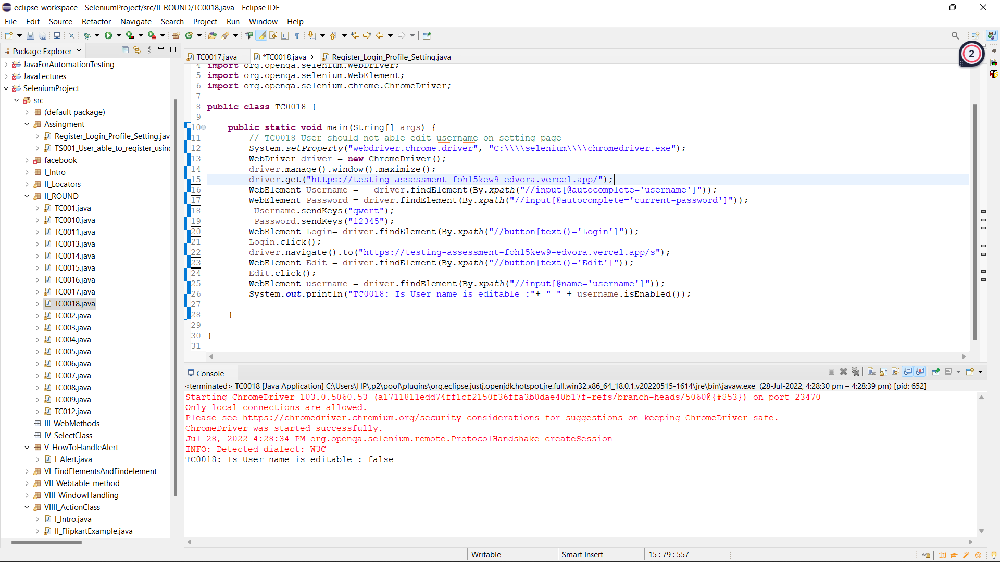 eclipse-workspace - SeleniumProject/src/II_ROUND/TC0018.java - Eclipse IDE
File Edit Source Refactor Navigate Search Project Run Window Help
Package Explorer
JavaForAutomationTesting
JavaLectures
SeleniumProject
src
(default package)
Assingment
Register_Login_Profile_Setting.jav
TS001_User_able_to_register_using
facebook
I_Intro
II_Locators
II_ROUND
TC001.java
TC0010.java
TC0011.java
TC0013.java
TC0014.java
TC0015.java
TC0016.java
TC0017.java
TC0018.java
TC002.java
TC003.java
TC004.java
TC005.java
TC006.java
TC007.java
TC008.java
TC009.java
TC012.java
III_WebMethods
IV_SelectClass
V_HowToHandleAlert
I_Alert.java
VI_FindElementsAndFindelement
VII_Webtable_method
VIII_WindowHandling
VIIII_ActionClass
I_Intro.java
II_FlipkartExample.java
TC0017.java *TC0018.java Register_Login_Profile_Setting.java
2
4 import org.openqa.selenium.WebDriver;
5 import org.openqa.selenium.WebElement;
6 import org.openqa.selenium.chrome.ChromeDriver;
7
8 public class TC0018 {
9
10 public static void main(String[] args) {
11 // TC0018 User should not able edit username on setting page
12 System.setProperty("webdriver.chrome.driver", "C:\\\\selenium\\\\chromedriver.exe");
13 WebDriver driver = new ChromeDriver();
14 driver.manage().window().maximize();
15 driver.get("https://testing-assessment-foh15kew9-edvora.vercel.app/");
16 WebElement Username =   driver.findElement(By.xpath("//input[@autocomplete='username']"));
17 WebElement Password = driver.findElement(By.xpath("//input[@autocomplete='current-password']"));
18 Username.sendKeys("qwert");
19 Password.sendKeys("12345");
20 WebElement Login= driver.findElement(By.xpath("//button[text()='Login']"));
21 Login.click();
22 driver.navigate().to("https://testing-assessment-foh15kew9-edvora.vercel.app/s");
23 WebElement Edit = driver.findElement(By.xpath("//button[text()='Edit']"));
24 Edit.click();
25 WebElement username = driver.findElement(By.xpath("//input[@name='username']"));
26 System.out.println("TC0018: Is User name is editable :"+ " " + username.isEnabled());
27
28 }
29
30 }
31
Console
<terminated> TC0018 [Java Application] C:\Users\HP\.p2\pool\plugins\org.eclipse.justj.openjdk.hotspot.jre.full.win32.x86_64_18.0.1.v20220515-1614\jre\bin\javaw.exe (28-Jul-2022, 4:28:30 pm – 4:28:39 pm) [pid: 652]
Starting ChromeDriver 103.0.5060.53 (a1711811edd74ff1cf2150f36ffa3b0dae40b17f-refs/branch-heads/5060@{#853}) on port 23470
Only local connections are allowed.
Please see https://chromedriver.chromium.org/security-considerations for suggestions on keeping ChromeDriver safe.
ChromeDriver was started successfully.
Jul 28, 2022 4:28:34 PM org.openqa.selenium.remote.ProtocolHandshake createSession
INFO: Detected dialect: W3C
TC0018: Is User name is editable : false
Writable Smart Insert 15 : 79 : 557